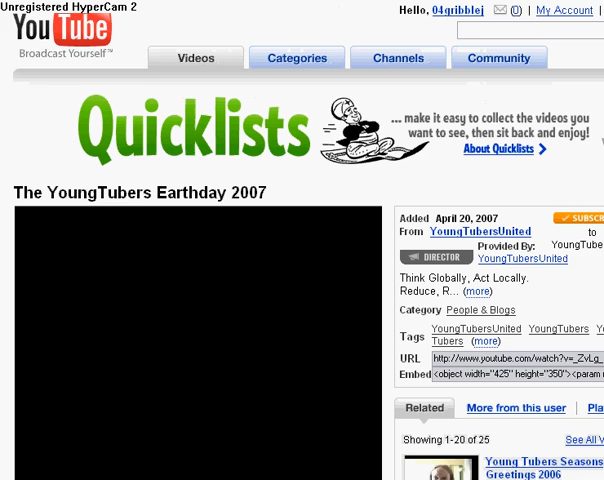 Unregistered HyperCam 2
Hello, 04gribblej (0) | My Account |
YouTube
Broadcast Yourself™
Videos Categories Channels Community
Quicklists
... make it easy to collect the videos you
want to see, then sit back and enjoy!
About Quicklists
The YoungTubers Earthday 2007
Added April 20, 2007
From YoungTubersUnited
SUBSCR
to
YoungTube
DIRECTOR
Provided By:
YoungTubersUnited
Think Globally, Act Locally.
Reduce, R... (more)
Category People & Blogs
Tags YoungTubersUnited YoungTubers Y
Tubers (more)
URL http://www.youtube.com/watch?v=_ZvLg_
Embed <object width="425" height="350"><param
Related More from this user | Pla
Showing 1-20 of 25 See All V
Young Tubers Seasons
Greetings 2006